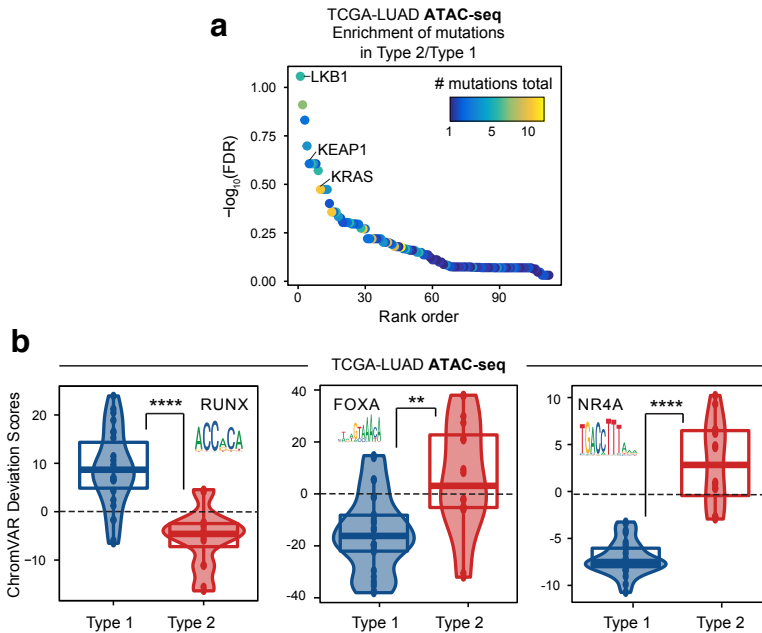 a
TCGA-LUAD ATAC-seq
Enrichment of mutations
in Type 2/Type 1
# mutations total
1 5 10
LKB1
KEAP1
KRAS
−log10(FDR)
1.00
0.75
0.50
0.25
0.00
0 30 60 90
Rank order
b
TCGA-LUAD ATAC-seq
ChromVAR Deviation Scores
20
10
0
−10
****
RUNX
ACCACA
Type 1 Type 2
40
20
0
-20
-40
FOXA
**
Type 1 Type 2
10
5
0
−5
−10
NR4A
****
Type 1 Type 2